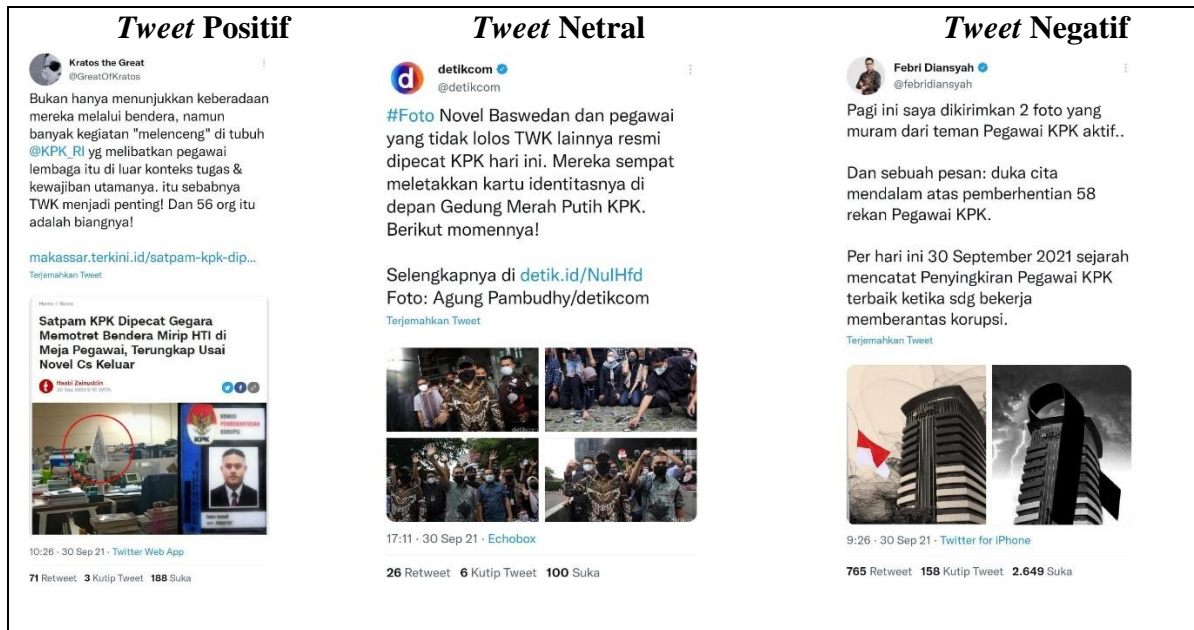 Tweet Positif
Kratos the Great
@GreatOfKratos
Bukan hanya menunjukkan keberadaan
mereka melalui bendera, namun
banyak kegiatan "melenceng" di tubuh
@KPK_RI yg melibatkan pegawai
lembaga itu di luar konteks tugas &
kewajiban utamanya. itu sebabnya
TWK menjadi penting! Dan 56 org itu
adalah biangnya!
makassar.terkini.id/satpam-kpk-dip...
Terjemahkan Tweet
Home / News
Satpam KPK Dipecat Gegara
Memotret Bendera Mirip HTI di
Meja Pegawai, Terungkap Usai
Novel Cs Keluar
Hesti Zainuddin
KOMISI
PEMBERANTASAN
KORUPSI
KPK
10:26 · 30 Sep 21 · Twitter Web App
71 Retweet 3 Kutip Tweet 188 Suka
Tweet Netral
detikcom
@detikcom
#Foto Novel Baswedan dan pegawai
yang tidak lolos TWK lainnya resmi
dipecat KPK hari ini. Mereka sempat
meletakkan kartu identitasnya di
depan Gedung Merah Putih KPK.
Berikut momennya!
Selengkapnya di detik.id/NulHfd
Foto: Agung Pambudhy/detikcom
Terjemahkan Tweet
17:11 · 30 Sep 21 · Echobox
26 Retweet 6 Kutip Tweet 100 Suka
Tweet Negatif
Febri Diansyah
@febridiansyah
Pagi ini saya dikirimkan 2 foto yang
muram dari teman Pegawai KPK aktif..
Dan sebuah pesan: duka cita
mendalam atas pemberhentian 58
rekan Pegawai KPK.
Per hari ini 30 September 2021 sejarah
mencatat Penyingkiran Pegawai KPK
terbaik ketika sdg bekerja
memberantas korupsi.
Terjemahkan Tweet
9:26 · 30 Sep 21 · Twitter for iPhone
765 Retweet 158 Kutip Tweet 2.649 Suka